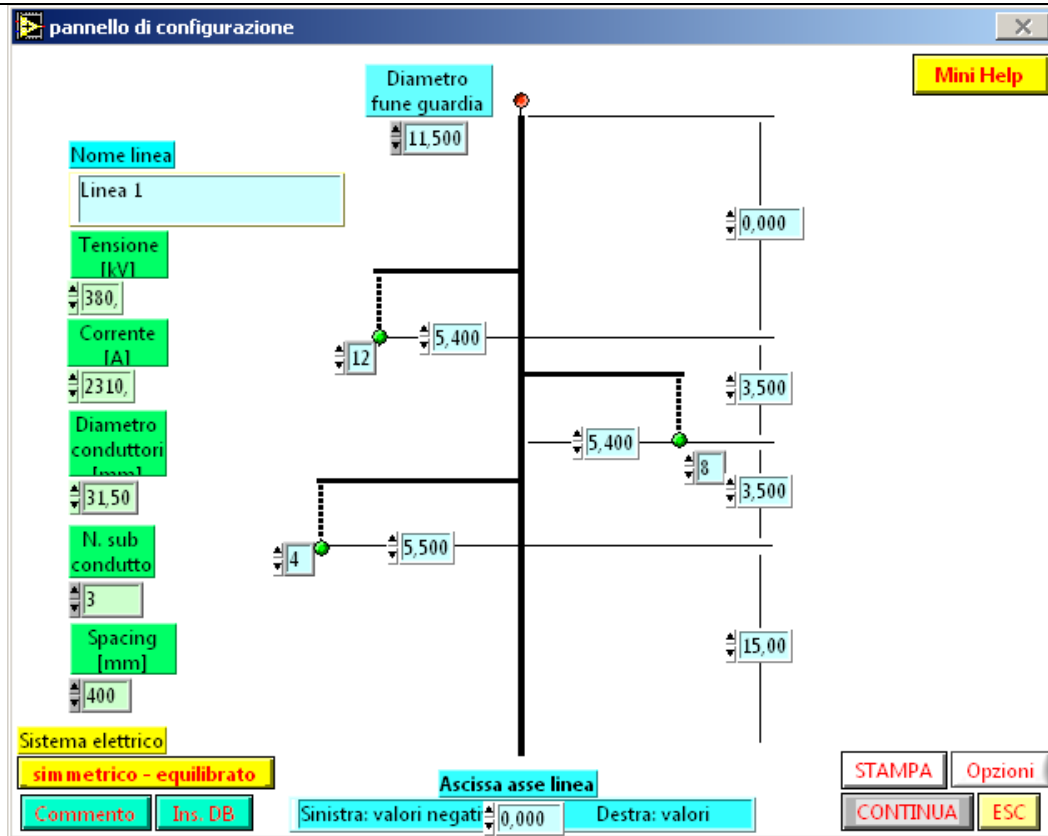 pannello di configurazione
Mini Help
Diametro
fune guardia
11,500
Nome linea
Linea 1
0,000
Tensione
[kV]
380,
Corrente
[A]
2310,
12
5,400
3,500
Diametro
conduttori
[mm]
31,50
5,400
8
3,500
N. sub
condutto
3
4
5,500
Spacing
[mm]
400
15,00
Sistema elettrico
simmetrico - equilibrato
Commento
Ins. DB
Ascissa asse linea
Sinistra: valori negati
0,000
Destra: valori
STAMPA
Opzioni
CONTINUA
ESC